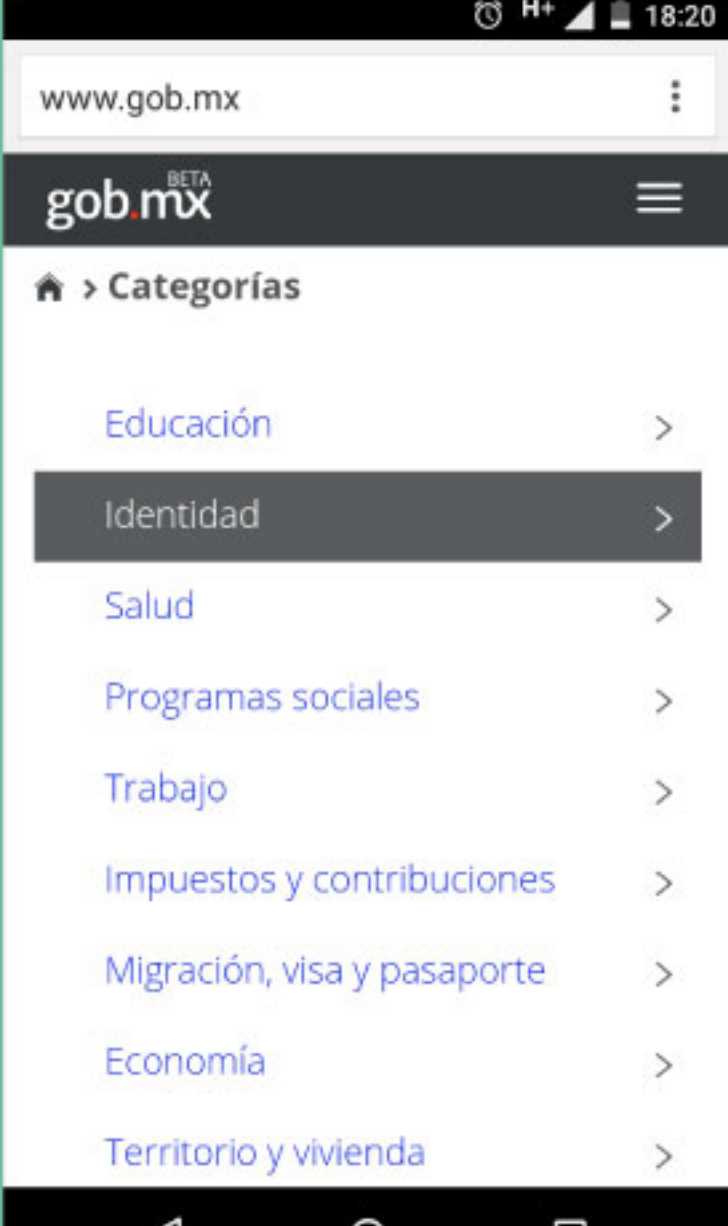 H+ 18:20
www.gob.mx
gob.mx BETA
> Categorías
Educación >
Identidad >
Salud >
Programas sociales >
Trabajo >
Impuestos y contribuciones >
Migración, visa y pasaporte >
Economía >
Territorio y vivienda >